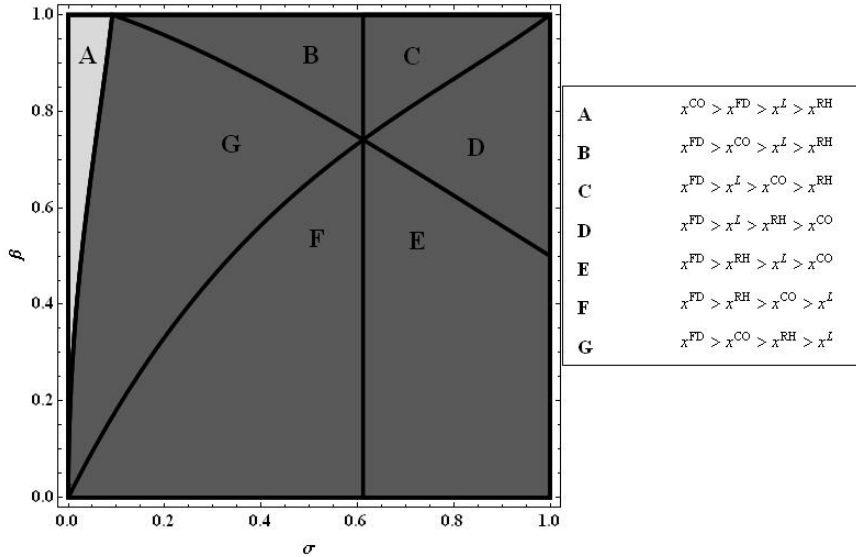 1.0
0.8
0.6
0.4
0.2
0.0
β
0.0 0.2 0.4 0.6 0.8 1.0
σ
A
B
C
G
D
F
E
A x^CO > x^FD > x^L > x^RH
B x^FD > x^CO > x^L > x^RH
C x^FD > x^L > x^CO > x^RH
D x^FD > x^L > x^RH > x^CO
E x^FD > x^RH > x^L > x^CO
F x^FD > x^RH > x^CO > x^L
G x^FD > x^CO > x^RH > x^L